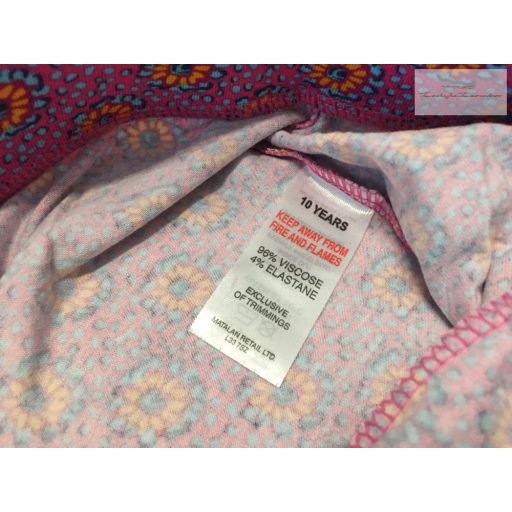 10 YEARS
KEEP AWAY FROM
FIRE AND FLAMES
96% VISCOSE
4% ELASTANE
EXCLUSIVE
OF TRIMMINGS
MATALAN RETAIL LTD
L33 7SZ